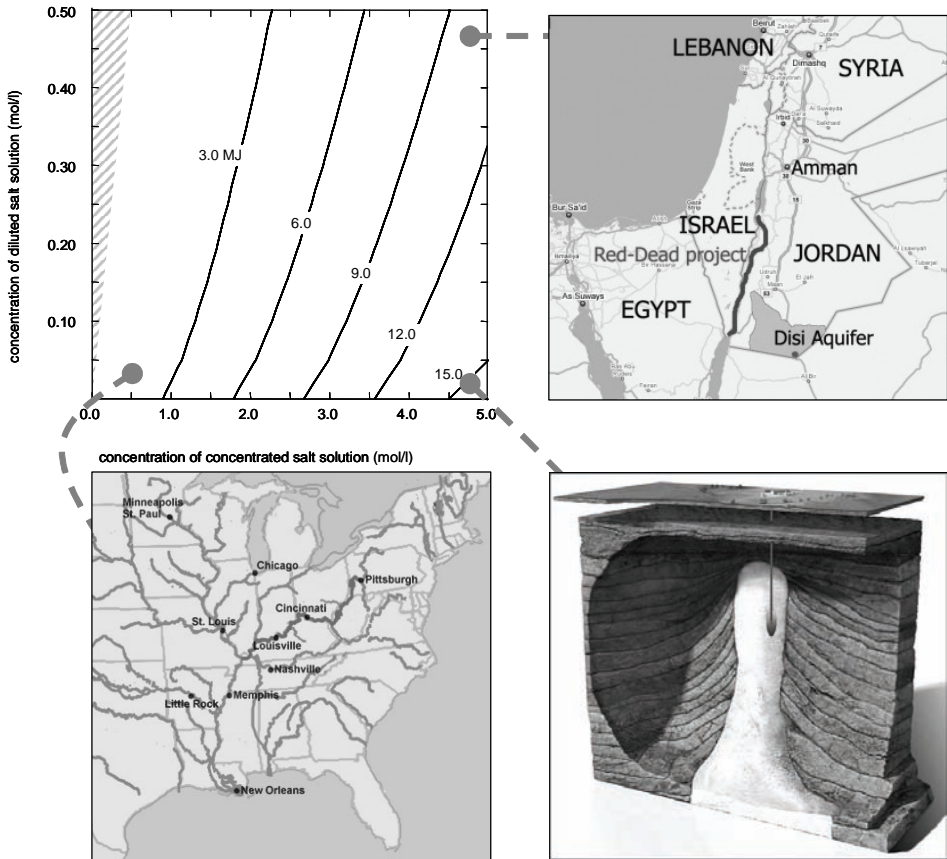 0.50
0.40
0.30
0.20
0.10
0.0
1.0
2.0
3.0
4.0
5.0
concentration of diluted salt solution (mol/l)
3.0 MJ
6.0
9.0
12.0
15.0
concentration of concentrated salt solution (mol/l)
Beirut
LEBANON
Dimashq
SYRIA
Irbid
West
Bank
Amman
Bur Sa'id
ISRAEL
Red-Dead project
JORDAN
As Suways
EGYPT
Disi Aquifer
Minneapolis
St. Paul
Chicago
Pittsburgh
Cincinnati
St. Louis
Louisville
Nashville
Memphis
Little Rock
New Orleans